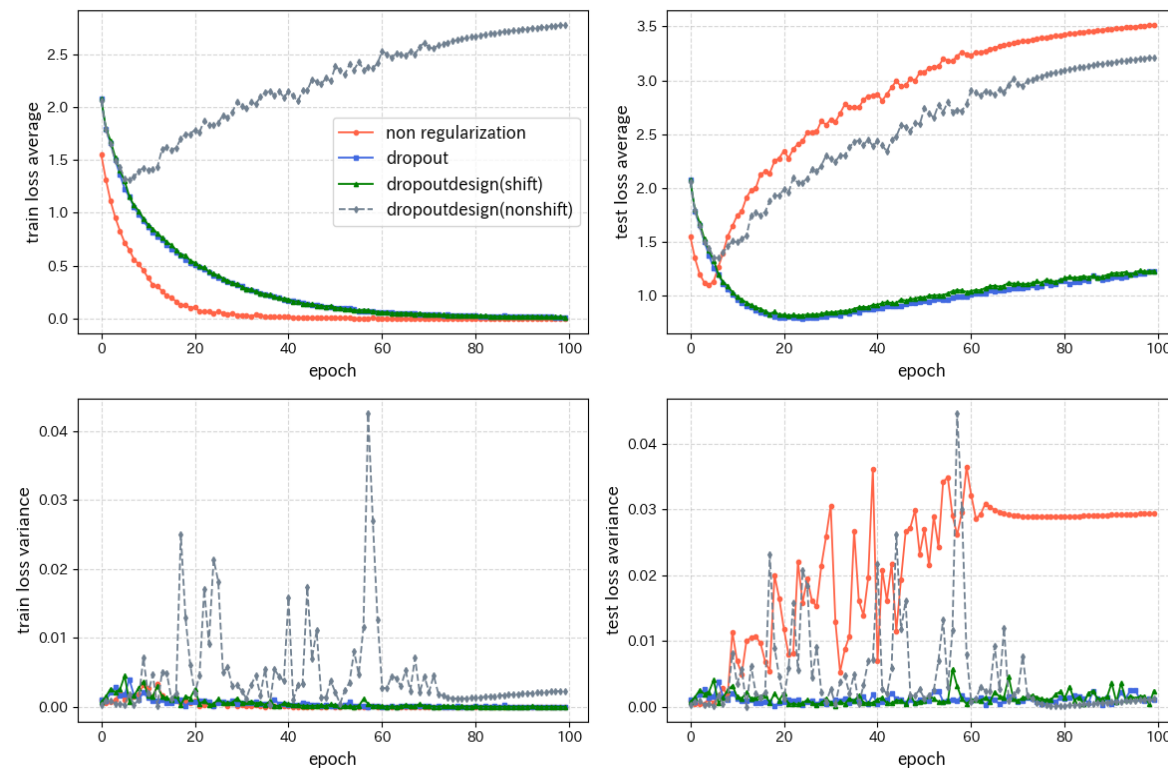 train loss average
2.5
2.0
1.5
1.0
0.5
0.0
non regularization
dropout
dropoutdesign(shift)
dropoutdesign(nonshift)
0 20 40 60 80 100
epoch
test loss average
3.5
3.0
2.5
2.0
1.5
1.0
0 20 40 60 80 100
epoch
train loss variance
0.04
0.03
0.02
0.01
0.00
0 20 40 60 80 100
epoch
test loss avariance
0.04
0.03
0.02
0.01
0.00
0 20 40 60 80 100
epoch